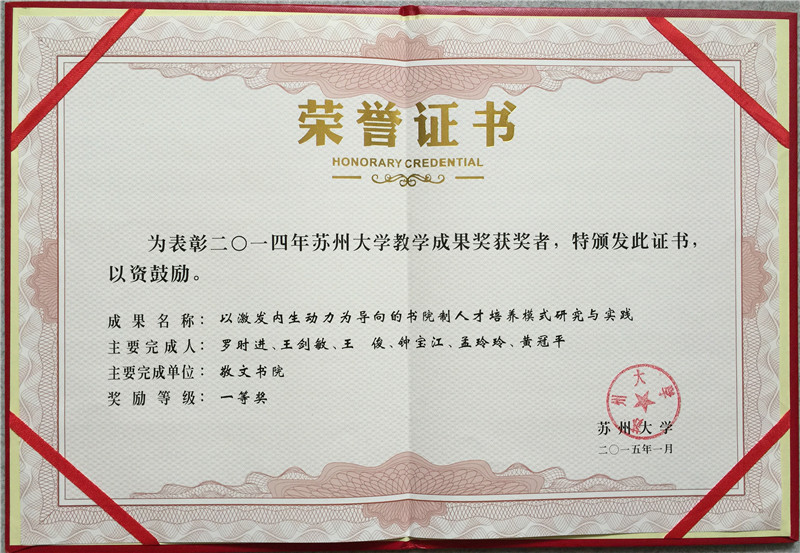 荣誉证书
HONORARY CREDENTIAL
为表彰二〇一四年苏州大学教学成果奖获奖者，特颁发此证书，
以资鼓励。
成果名称：以激发内生动力为导向的书院制人才培养模式研究与实践
主要完成人：罗时进、王剑敏、王　俊、钟宝江、孟玲玲、黄冠平
主要完成单位：敬文书院
奖励等级：一等奖
苏州大学
苏州大学
二〇一五年一月